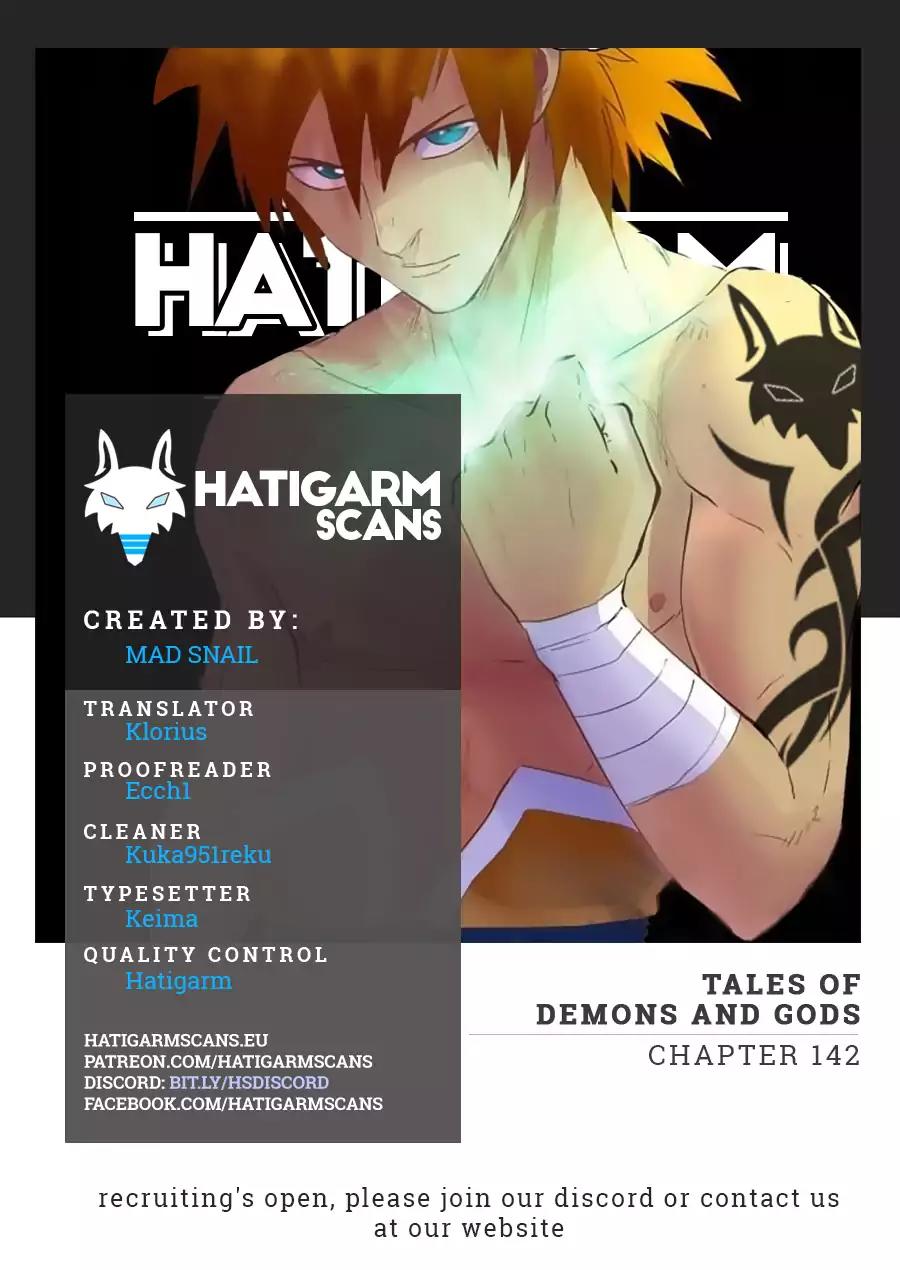 HATIGARM
SCANS
CREATED BY:
MAD SNAIL
TRANSLATOR
Klorius
PROOFREADER
Ecch1
CLEANER
Kuka951reku
TYPESETTER
Keima
QUALITY CONTROL
Hatigarm
HATIGARMSCANS.EU
PATREON.COM/HATIGARMSCANS
DISCORD: BIT.LY/HSDISCORD
FACEBOOK.COM/HATIGARMSCANS
TALES OF
DEMONS AND GODS
CHAPTER 142
recruiting's open, please join our discord or contact us
at our website